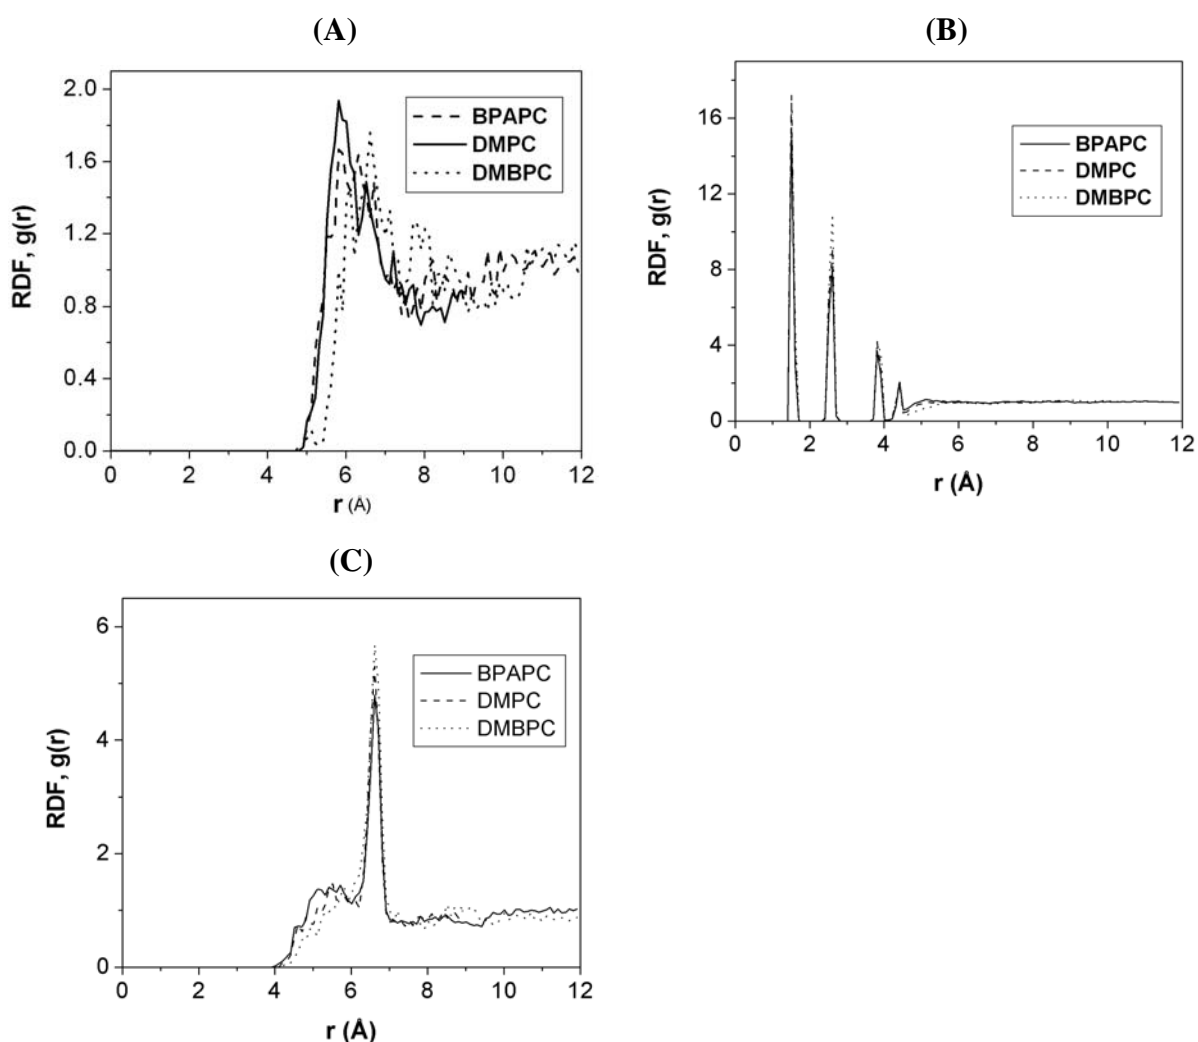 (A)
RDF, g(r)
2.0
1.6
1.2
0.8
0.4
0.0
BPAPC
DMPC
DMBPC
0 2 4 6 8 10 12
r (Å)
(B)
RDF, g(r)
16
12
8
4
0
BPAPC
DMPC
DMBPC
0 2 4 6 8 10 12
r (Å)
(C)
RDF, g(r)
6
4
2
0
BPAPC
DMPC
DMBPC
0 2 4 6 8 10 12
r (Å)